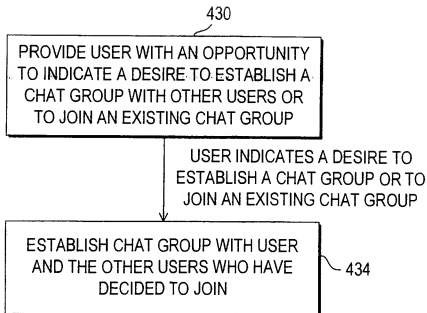 430
PROVIDE USER WITH AN OPPORTUNITY
TO INDICATE A DESIRE TO ESTABLISH A
CHAT GROUP WITH OTHER USERS OR
TO JOIN AN EXISTING CHAT GROUP
USER INDICATES A DESIRE TO
ESTABLISH A CHAT GROUP OR TO
JOIN AN EXISTING CHAT GROUP
ESTABLISH CHAT GROUP WITH USER
AND THE OTHER USERS WHO HAVE
DECIDED TO JOIN
434